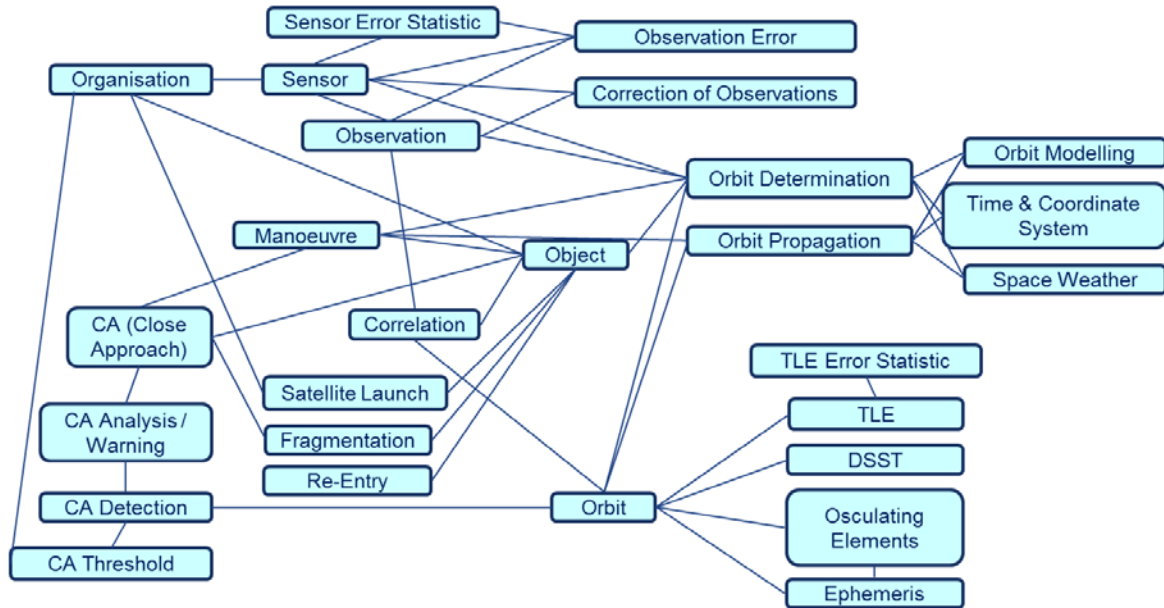 Sensor Error Statistic
Observation Error
Organisation
Sensor
Correction of Observations
Observation
Orbit Modelling
Orbit Determination
Time & Coordinate
System
Manoeuvre
Orbit Propagation
Object
Space Weather
CA (Close
Approach)
Correlation
TLE Error Statistic
Satellite Launch
TLE
CA Analysis /
Warning
Fragmentation
DSST
Re-Entry
CA Detection
Orbit
Osculating
Elements
CA Threshold
Ephemeris